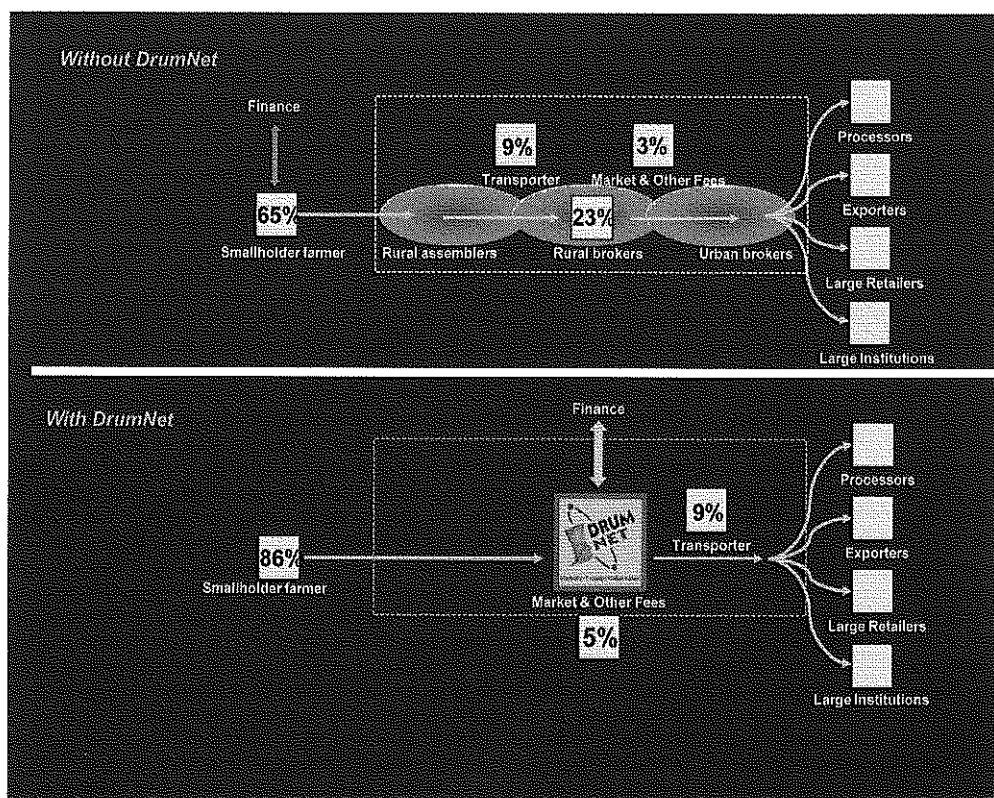 Without DrumNet
Finance
Processors
9%
3%
Transporter
Market & Other Fees
Exporters
65%
23%
Smallholder farmer
Rural assemblers
Rural brokers
Urban brokers
Large Retailers
Large Institutions
With DrumNet
Finance
Processors
9%
DRUM
NET
Transporter
Exporters
86%
Smallholder farmer
Market & Other Fees
5%
Large Retailers
Large Institutions